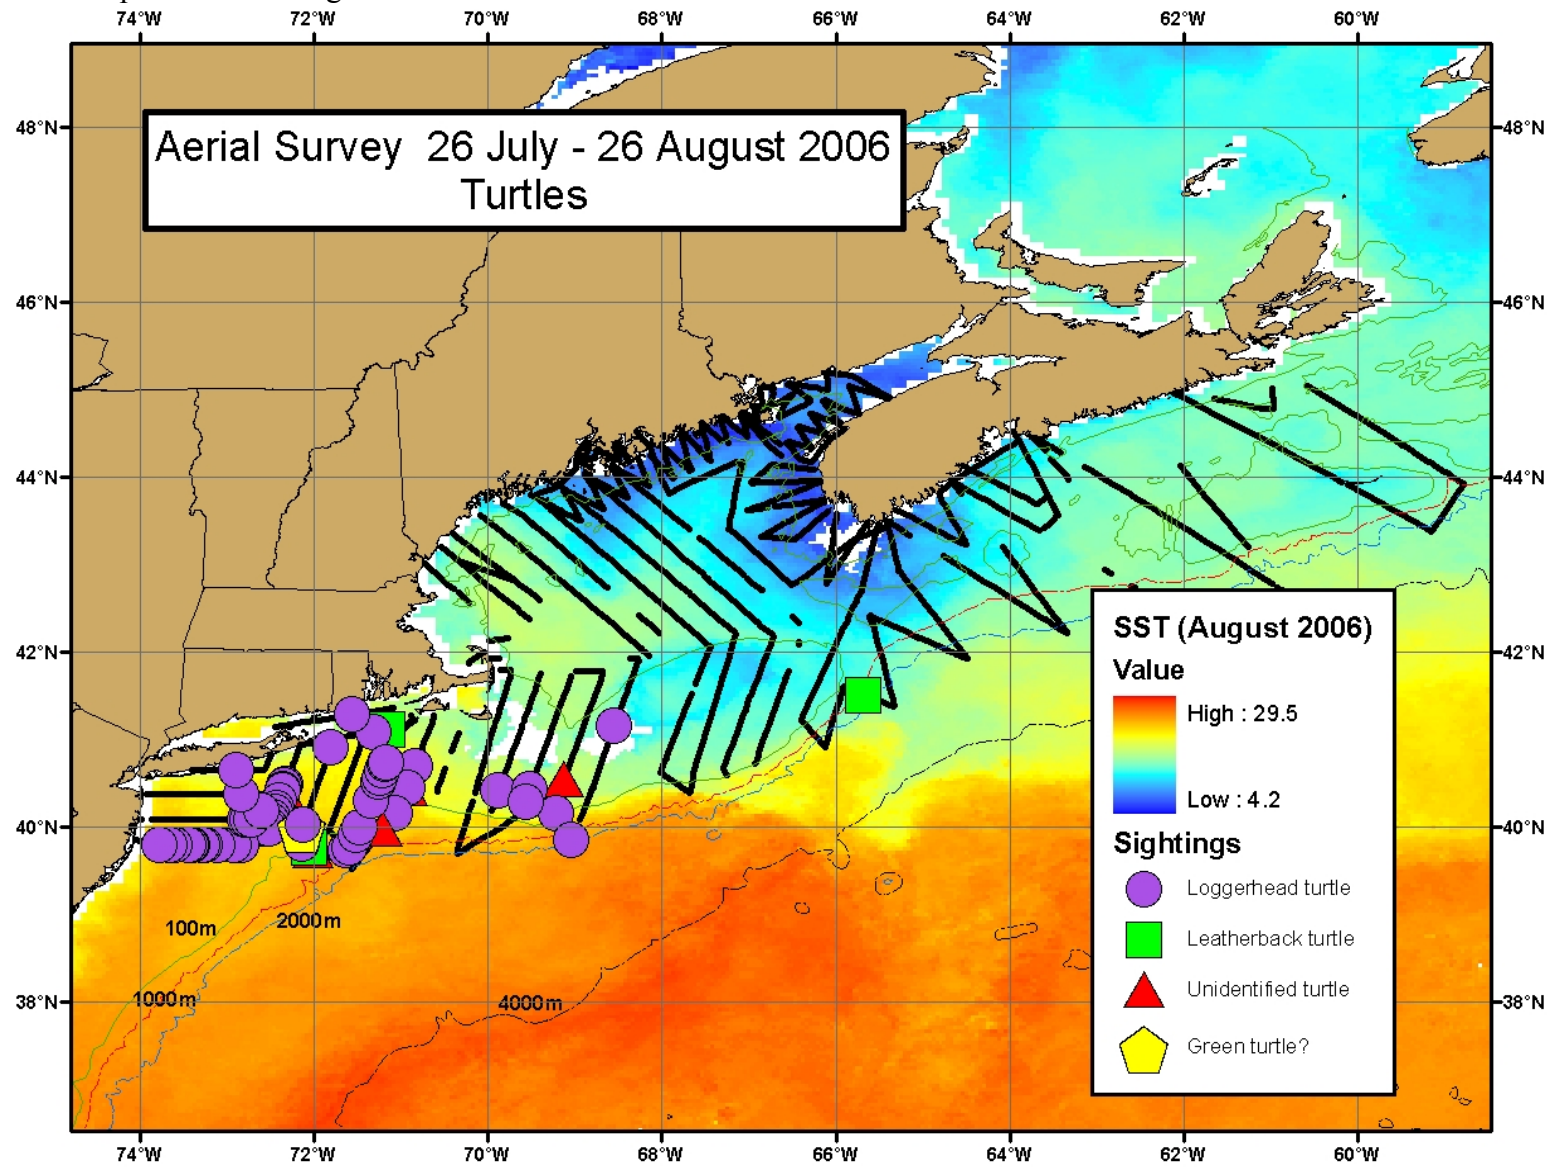 74°W 72°W 70°W 68°W 66°W 64°W 62°W 60°W
48°N 48°N
Aerial Survey 26 July - 26 August 2006
Turtles
46°N 46°N
44°N 44°N
42°N 42°N
SST (August 2006)
Value
High : 29.5
Low : 4.2
40°N 40°N
Sightings
Loggerhead turtle
100m 2000m
Leatherback turtle
1000m 4000m
Unidentified turtle
38°N 38°N
Green turtle?
74°W 72°W 70°W 68°W 66°W 64°W 62°W 60°W